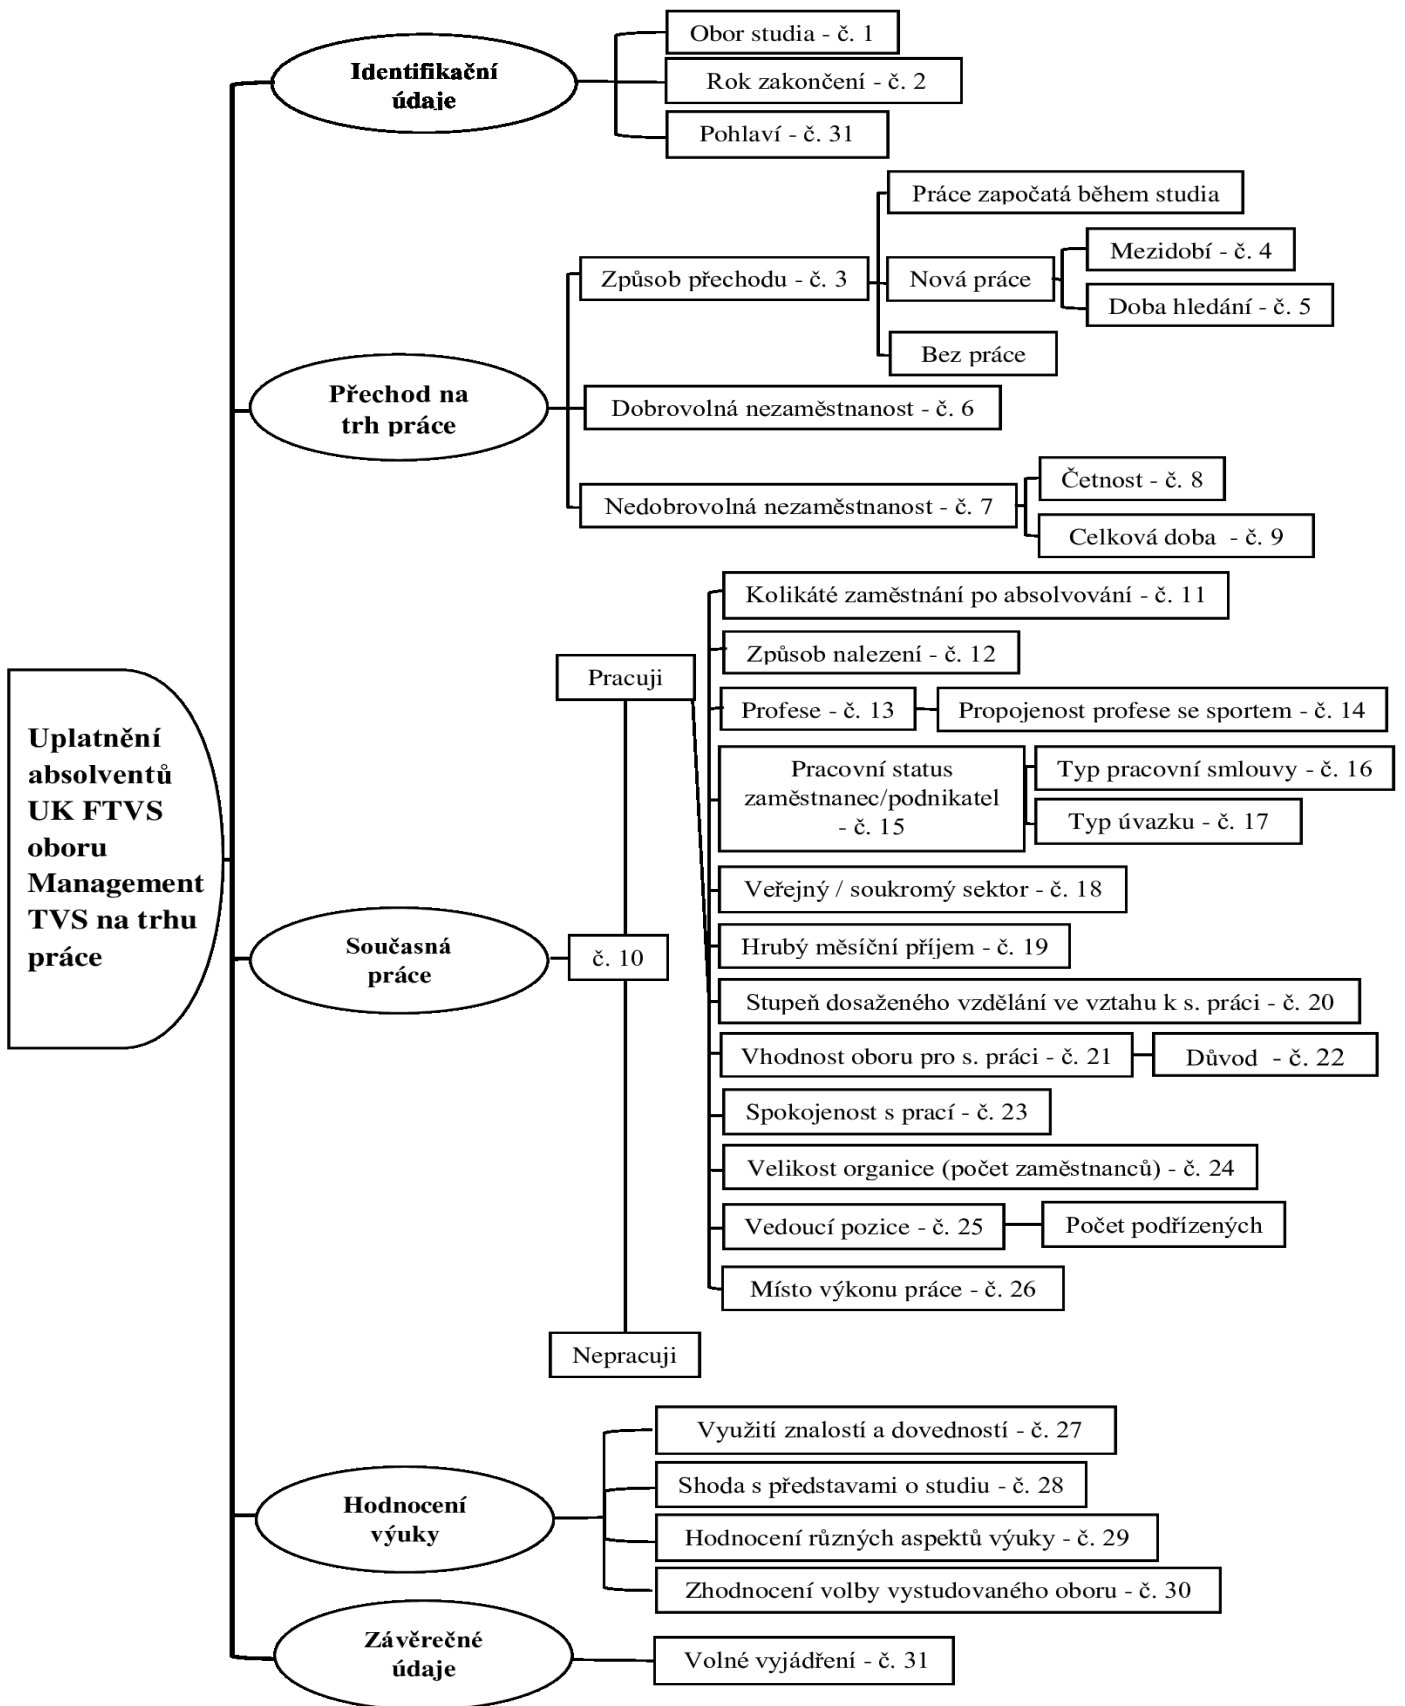 Uplatnění
absolventů
UK FTVS
oboru
Management
TVS na trhu
práce
Identifikační
údaje
Obor studia - č. 1
Rok zakončení - č. 2
Pohlaví - č. 31
Přechod na
trh práce
Způsob přechodu - č. 3
Práce započatá během studia
Nová práce
Mezidobí - č. 4
Doba hledání - č. 5
Bez práce
Dobrovolná nezaměstnanost - č. 6
Nedobrovolná nezaměstnanost - č. 7
Četnost - č. 8
Celková doba - č. 9
Současná
práce
č. 10
Pracuji
Kolikáté zaměstnání po absolvování - č. 11
Způsob nalezení - č. 12
Profese - č. 13
Propojenost profese se sportem - č. 14
Pracovní status
zaměstnanec/podnikatel
- č. 15
Typ pracovní smlouvy - č. 16
Typ úvazku - č. 17
Veřejný / soukromý sektor - č. 18
Hrubý měsíční příjem - č. 19
Stupeň dosaženého vzdělání ve vztahu k s. práci - č. 20
Vhodnost oboru pro s. práci - č. 21
Důvod - č. 22
Spokojenost s prací - č. 23
Velikost organice (počet zaměstnanců) - č. 24
Vedoucí pozice - č. 25
Počet podřízených
Místo výkonu práce - č. 26
Nepracuji
Hodnocení
výuky
Využití znalostí a dovedností - č. 27
Shoda s představami o studiu - č. 28
Hodnocení různých aspektů výuky - č. 29
Zhodnocení volby vystudovaného oboru - č. 30
Závěrečné
údaje
Volné vyjádření - č. 31